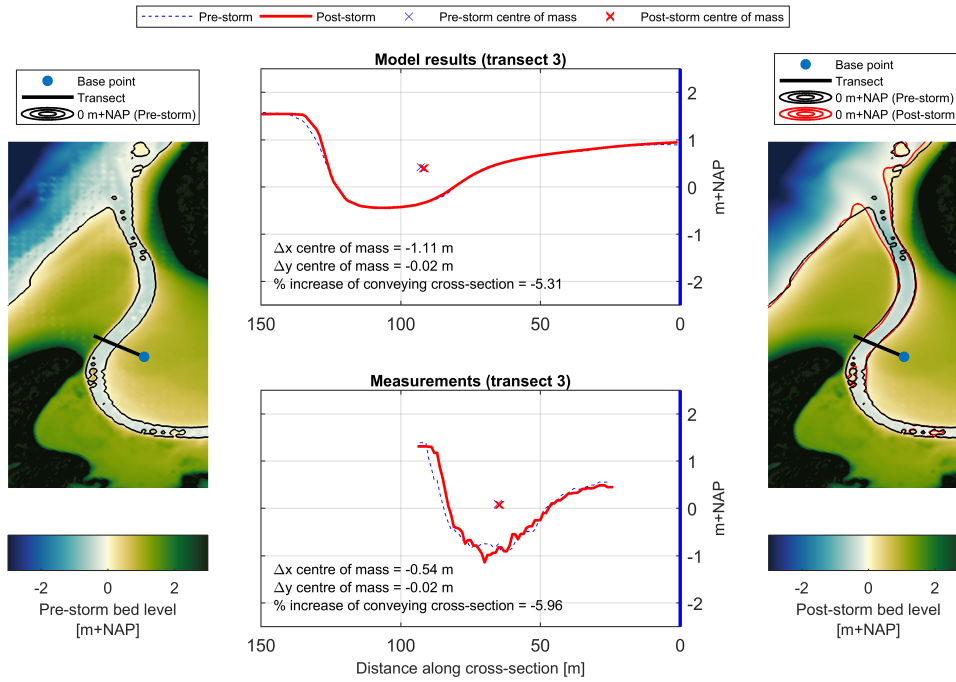 Pre-storm Post-storm Pre-storm centre of mass Post-storm centre of mass
Base point
Transect
0 m+NAP (Pre-storm)
-2 0 2
Pre-storm bed level
[m+NAP]
Model results (transect 3)
2
1
0
-1
-2
m+NAP
Δx centre of mass = -1.11 m
Δy centre of mass = -0.02 m
% increase of conveying cross-section = -5.31
150 100 50 0
Measurements (transect 3)
2
1
0
-1
-2
m+NAP
Δx centre of mass = -0.54 m
Δy centre of mass = -0.02 m
% increase of conveying cross-section = -5.96
150 100 50 0
Distance along cross-section [m]
Base point
Transect
0 m+NAP (Pre-storm)
0 m+NAP (Post-storm
-2 0 2
Post-storm bed level
[m+NAP]